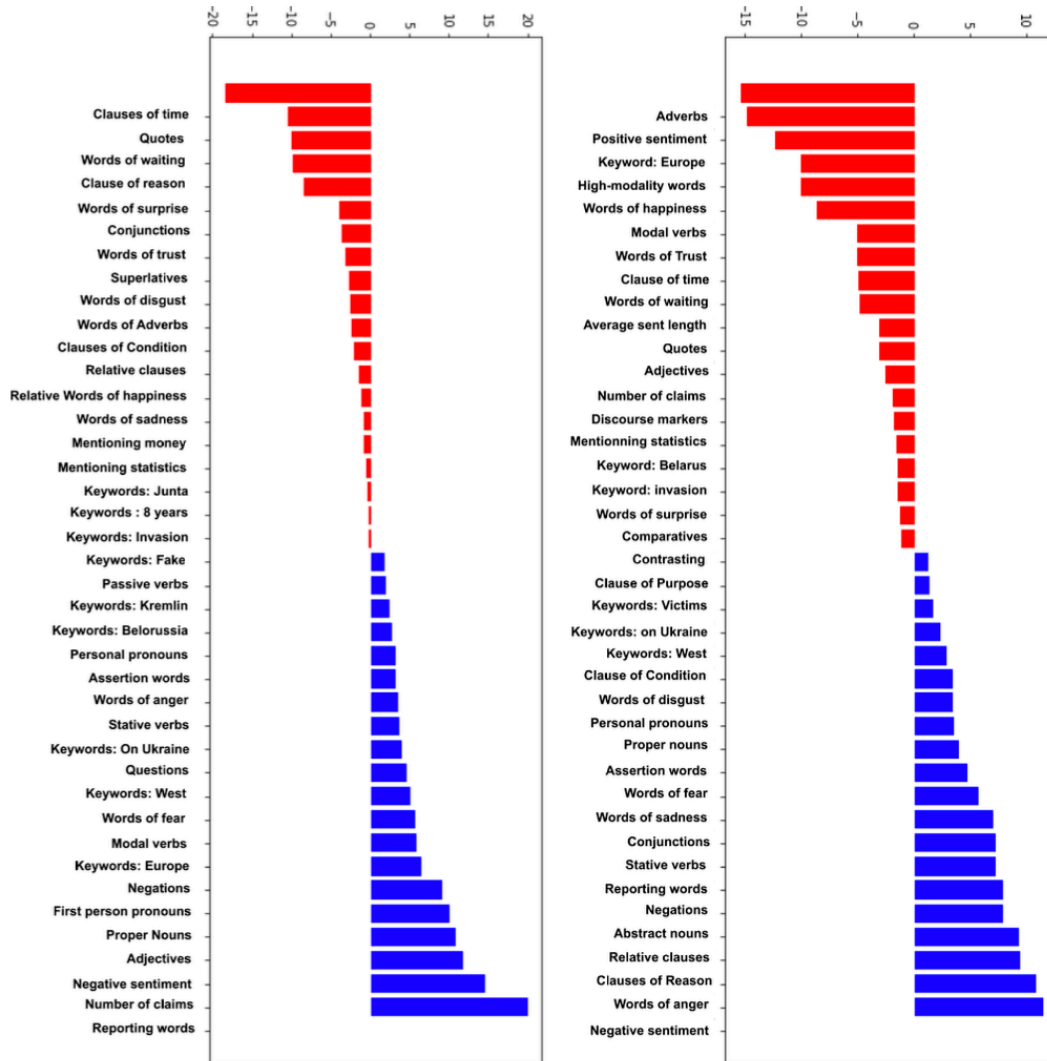 -20
-15
-10
-5
0
5
10
15
20
Clauses of time
Quotes
Words of waiting
Clause of reason
Words of surprise
Conjunctions
Words of trust
Superlatives
Words of disgust
Words of Adverbs
Clauses of Condition
Relative clauses
Relative Words of happiness
Words of sadness
Mentioning money
Mentioning statistics
Keywords: Junta
Keywords : 8 years
Keywords: Invasion
Keywords: Fake
Passive verbs
Keywords: Kremlin
Keywords: Belorussia
Personal pronouns
Assertion words
Words of anger
Stative verbs
Keywords: On Ukraine
Questions
Keywords: West
Words of fear
Modal verbs
Keywords: Europe
Negations
First person pronouns
Proper Nouns
Adjectives
Negative sentiment
Number of claims
Reporting words
-15
-10
-5
0
5
10
Adverbs
Positive sentiment
Keyword: Europe
High-modality words
Words of happiness
Modal verbs
Words of Trust
Clause of time
Words of waiting
Average sent length
Quotes
Adjectives
Number of claims
Discourse markers
Mentionning statistics
Keyword: Belarus
Keyword: invasion
Words of surprise
Comparatives
Contrasting
Clause of Purpose
Keywords: Victims
Keywords: on Ukraine
Keywords: West
Clause of Condition
Words of disgust
Personal pronouns
Proper nouns
Assertion words
Words of fear
Words of sadness
Conjunctions
Stative verbs
Reporting words
Negations
Abstract nouns
Relative clauses
Clauses of Reason
Words of anger
Negative sentiment